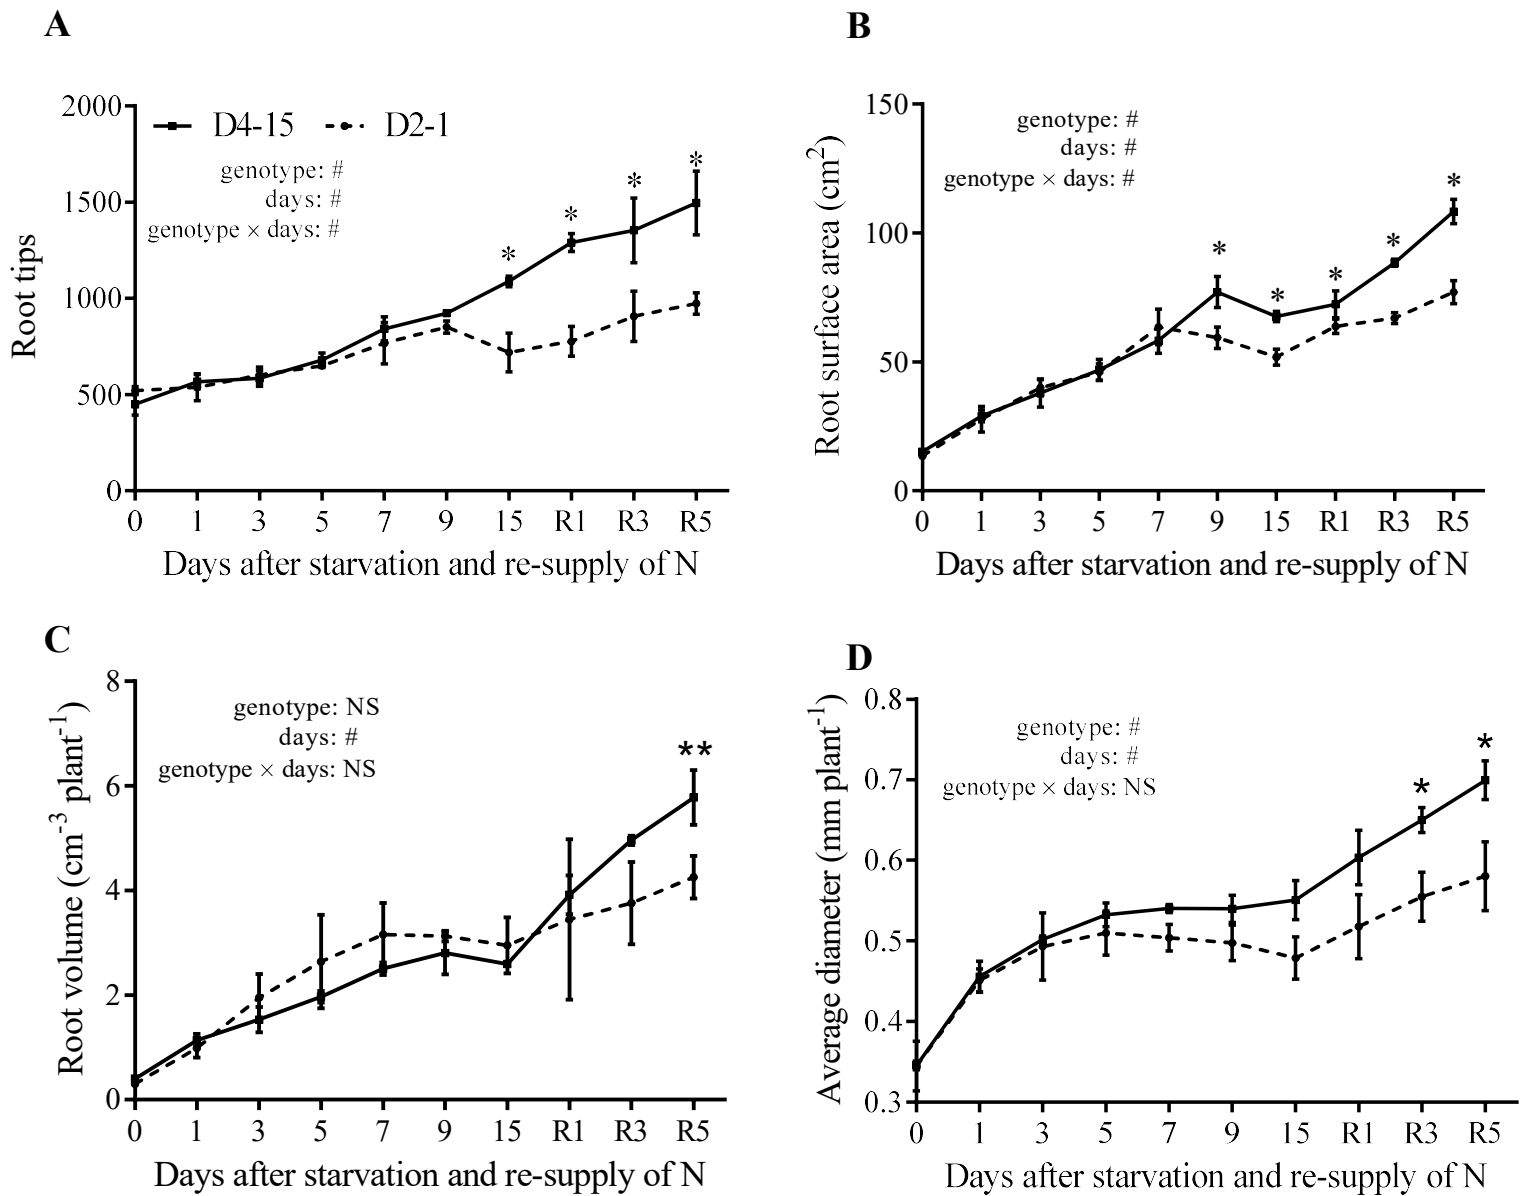 A
2000
1500
1000
500
0
Root tips
D4-15 D2-1
genotype: #
days: #
genotype × days: #
* * * *
0 1 3 5 7 9 15 R1 R3 R5
Days after starvation and re-supply of N
B
150
100
50
0
Root surface area (cm2)
genotype: #
days: #
genotype × days: #
* * * * *
0 1 3 5 7 9 15 R1 R3 R5
Days after starvation and re-supply of N
C
8
6
4
2
0
Root volume (cm-3 plant-1)
genotype: NS
days: #
genotype × days: NS
**
0 1 3 5 7 9 15 R1 R3 R5
Days after starvation and re-supply of N
D
0.8
0.7
0.6
0.5
0.4
0.3
Average diameter (mm plant-1)
genotype: #
days: #
genotype × days: NS
* *
0 1 3 5 7 9 15 R1 R3 R5
Days after starvation and re-supply of N